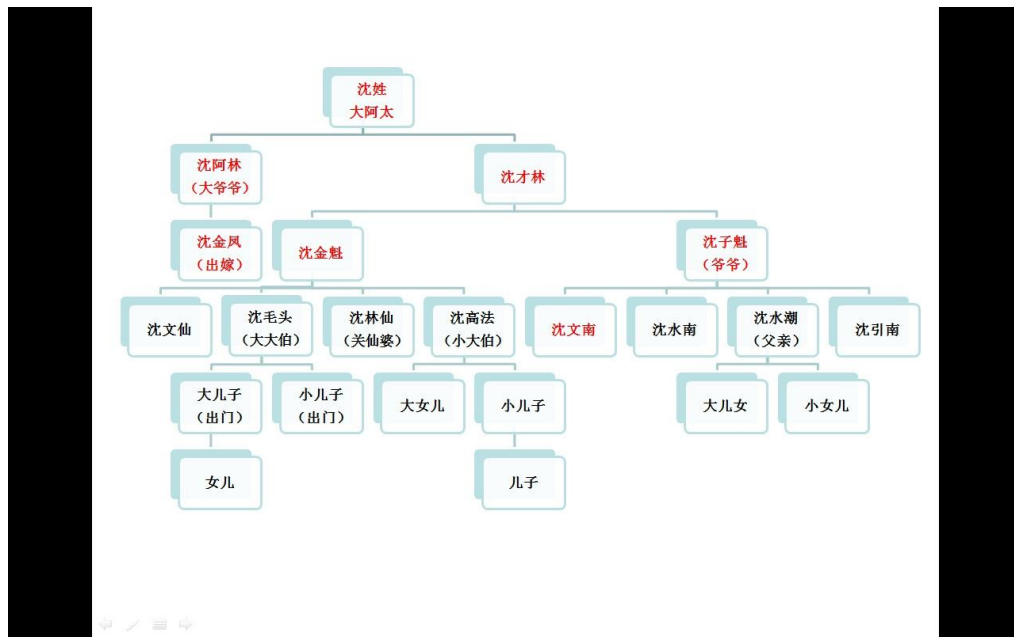 沈姓
大阿太
沈阿林
（大爷爷）
沈才林
沈金凤
（出嫁）
沈金魁
沈子魁
（爷爷）
沈文仙
沈毛头
（大大伯）
沈林仙
（关仙婆）
沈高法
（小大伯）
沈文南
沈水南
沈水潮
（父亲）
沈引南
大儿子
（出门）
小儿子
（出门）
大女儿
小儿子
大儿女
小女儿
女儿
儿子